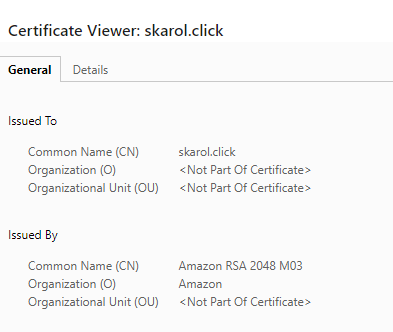 Certificate Viewer: skarol.click
General Details
Issued To
Common Name (CN) skarol.click
Organization (O) <Not Part Of Certificate>
Organizational Unit (OU) <Not Part Of Certificate>
Issued By
Common Name (CN) Amazon RSA 2048 M03
Organization (O) Amazon
Organizational Unit (OU) <Not Part Of Certificate>